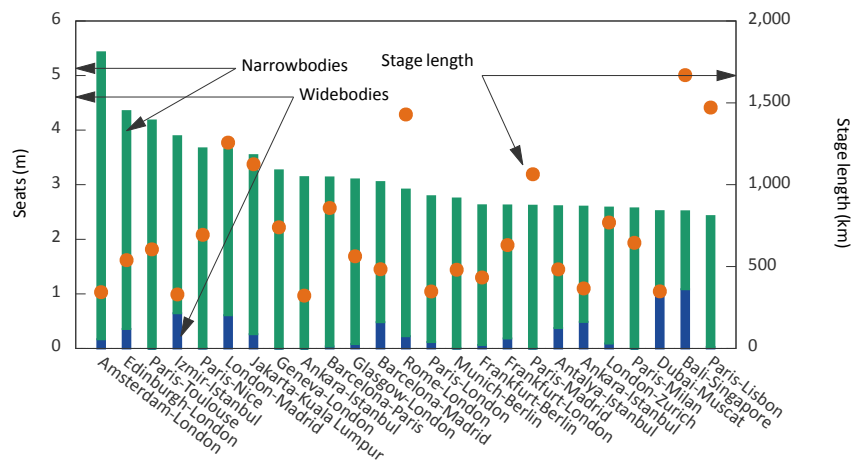 6
5
4
3
2
1
0
Seats (m)
2,000
1,500
1,000
500
0
Stage length (km)
Narrowbodies
Widebodies
Stage length
Amsterdam-London
Edinburgh-London
Paris-Toulouse
Izmir-Istanbul
Paris-Nice
London-Madrid
Jakarta-Kuala Lumpur
Geneva-London
Ankara-Istanbul
Barcelona-Paris
Glasgow-London
Barcelona-Madrid
Rome-London
Paris-London
Munich-Berlin
Frankfurt-Berlin
Frankfurt-London
Paris-Madrid
Antalya-Istanbul
Ankara-Istanbul
London-Zurich
Paris-Milan
Dubai-Muscat
Bali-Singapore
Paris-Lisbon